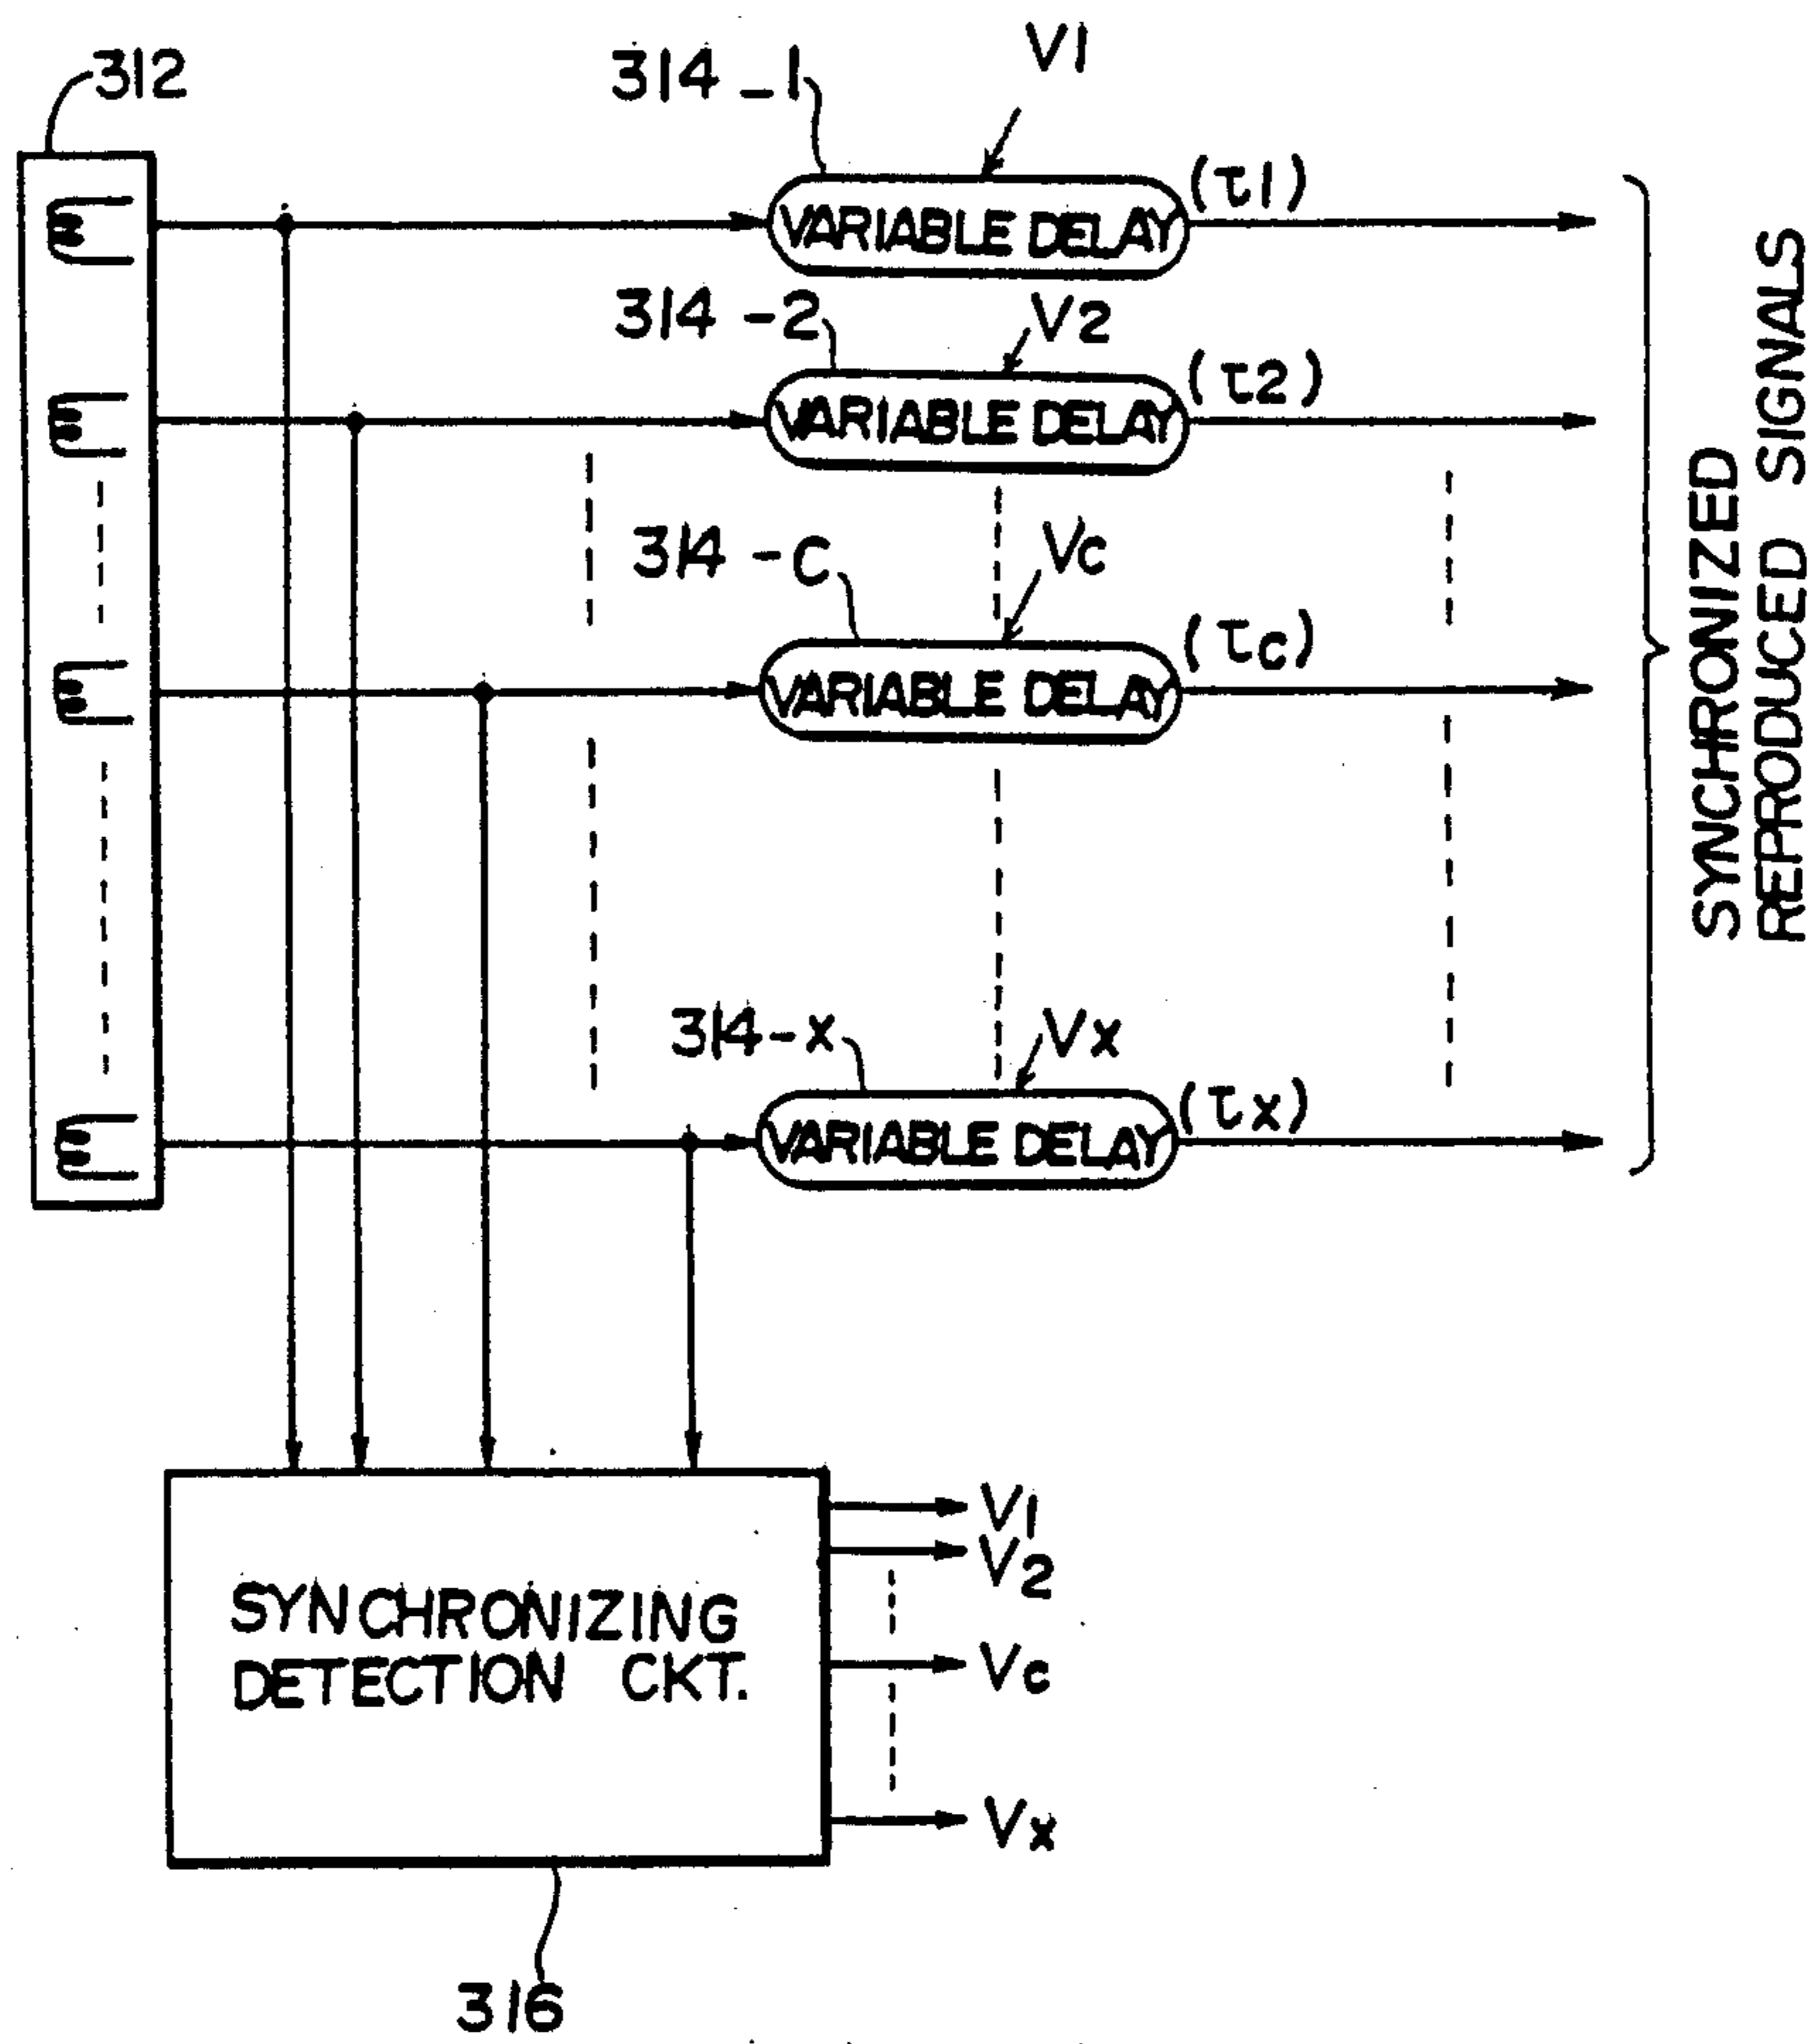 312
314-1
V1
VARIABLE DELAY
(τ1)
314-2
V2
VARIABLE DELAY
(τ2)
314-C
Vc
VARIABLE DELAY
(τc)
314-x
Vx
VARIABLE DELAY
(τx)
SYNCHRONIZED
REPRODUCED SIGNALS
SYNCHRONIZING
DETECTION CKT.
V1
V2
Vc
Vx
316